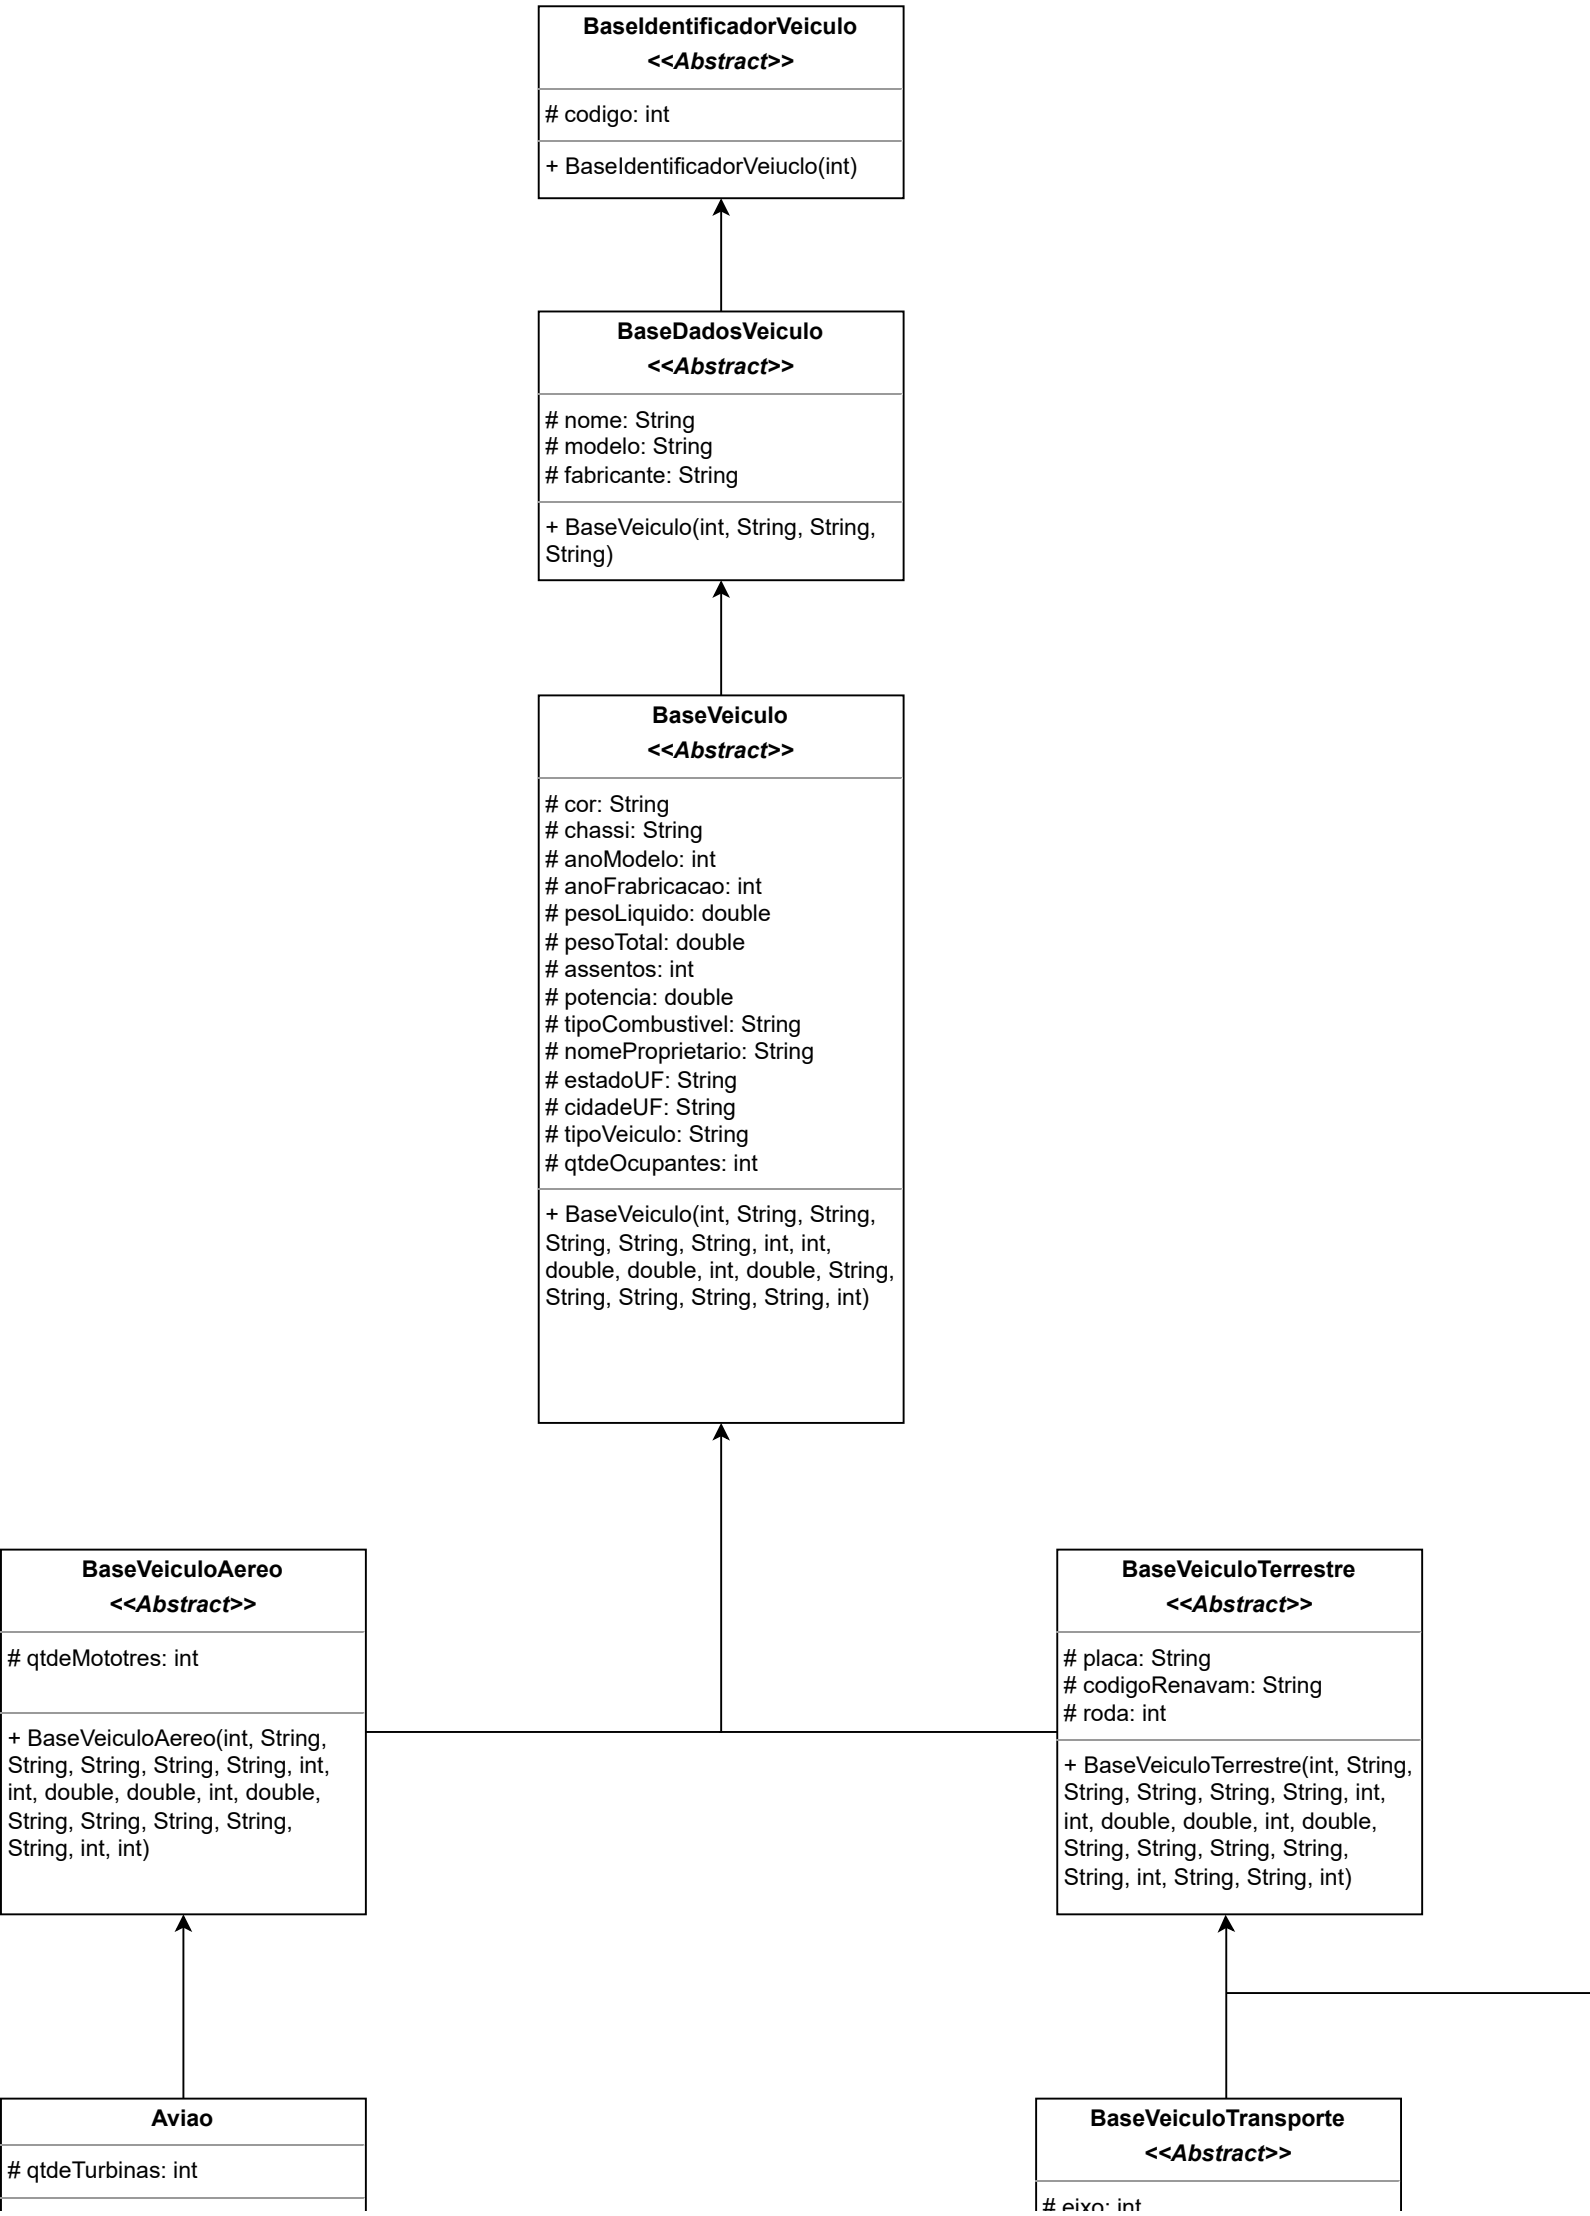 BaseIdentificadorVeiculo
<<Abstract>>
# codigo: int
+ BaseIdentificadorVeiuclo(int)
BaseDadosVeiculo
<<Abstract>>
# nome: String
# modelo: String
# fabricante: String
+ BaseVeiculo(int, String, String,
String)
BaseVeiculo
<<Abstract>>
# cor: String
# chassi: String
# anoModelo: int
# anoFrabricacao: int
# pesoLiquido: double
# pesoTotal: double
# assentos: int
# potencia: double
# tipoCombustivel: String
# nomeProprietario: String
# estadoUF: String
# cidadeUF: String
# tipoVeiculo: String
# qtdeOcupantes: int
+ BaseVeiculo(int, String, String,
String, String, String, int, int,
double, double, int, double, String,
String, String, String, String, int)
BaseVeiculoAereo
<<Abstract>>
# qtdeMototres: int
+ BaseVeiculoAereo(int, String,
String, String, String, String, int,
int, double, double, int, double,
String, String, String, String,
String, int, int)
BaseVeiculoTerrestre
<<Abstract>>
# placa: String
# codigoRenavam: String
# roda: int
+ BaseVeiculoTerrestre(int, String,
String, String, String, String, int,
int, double, double, int, double,
String, String, String, String,
String, int, String, String, int)
Aviao
# qtdeTurbinas: int
BaseVeiculoTransporte
<<Abstract>>
# eixo: int